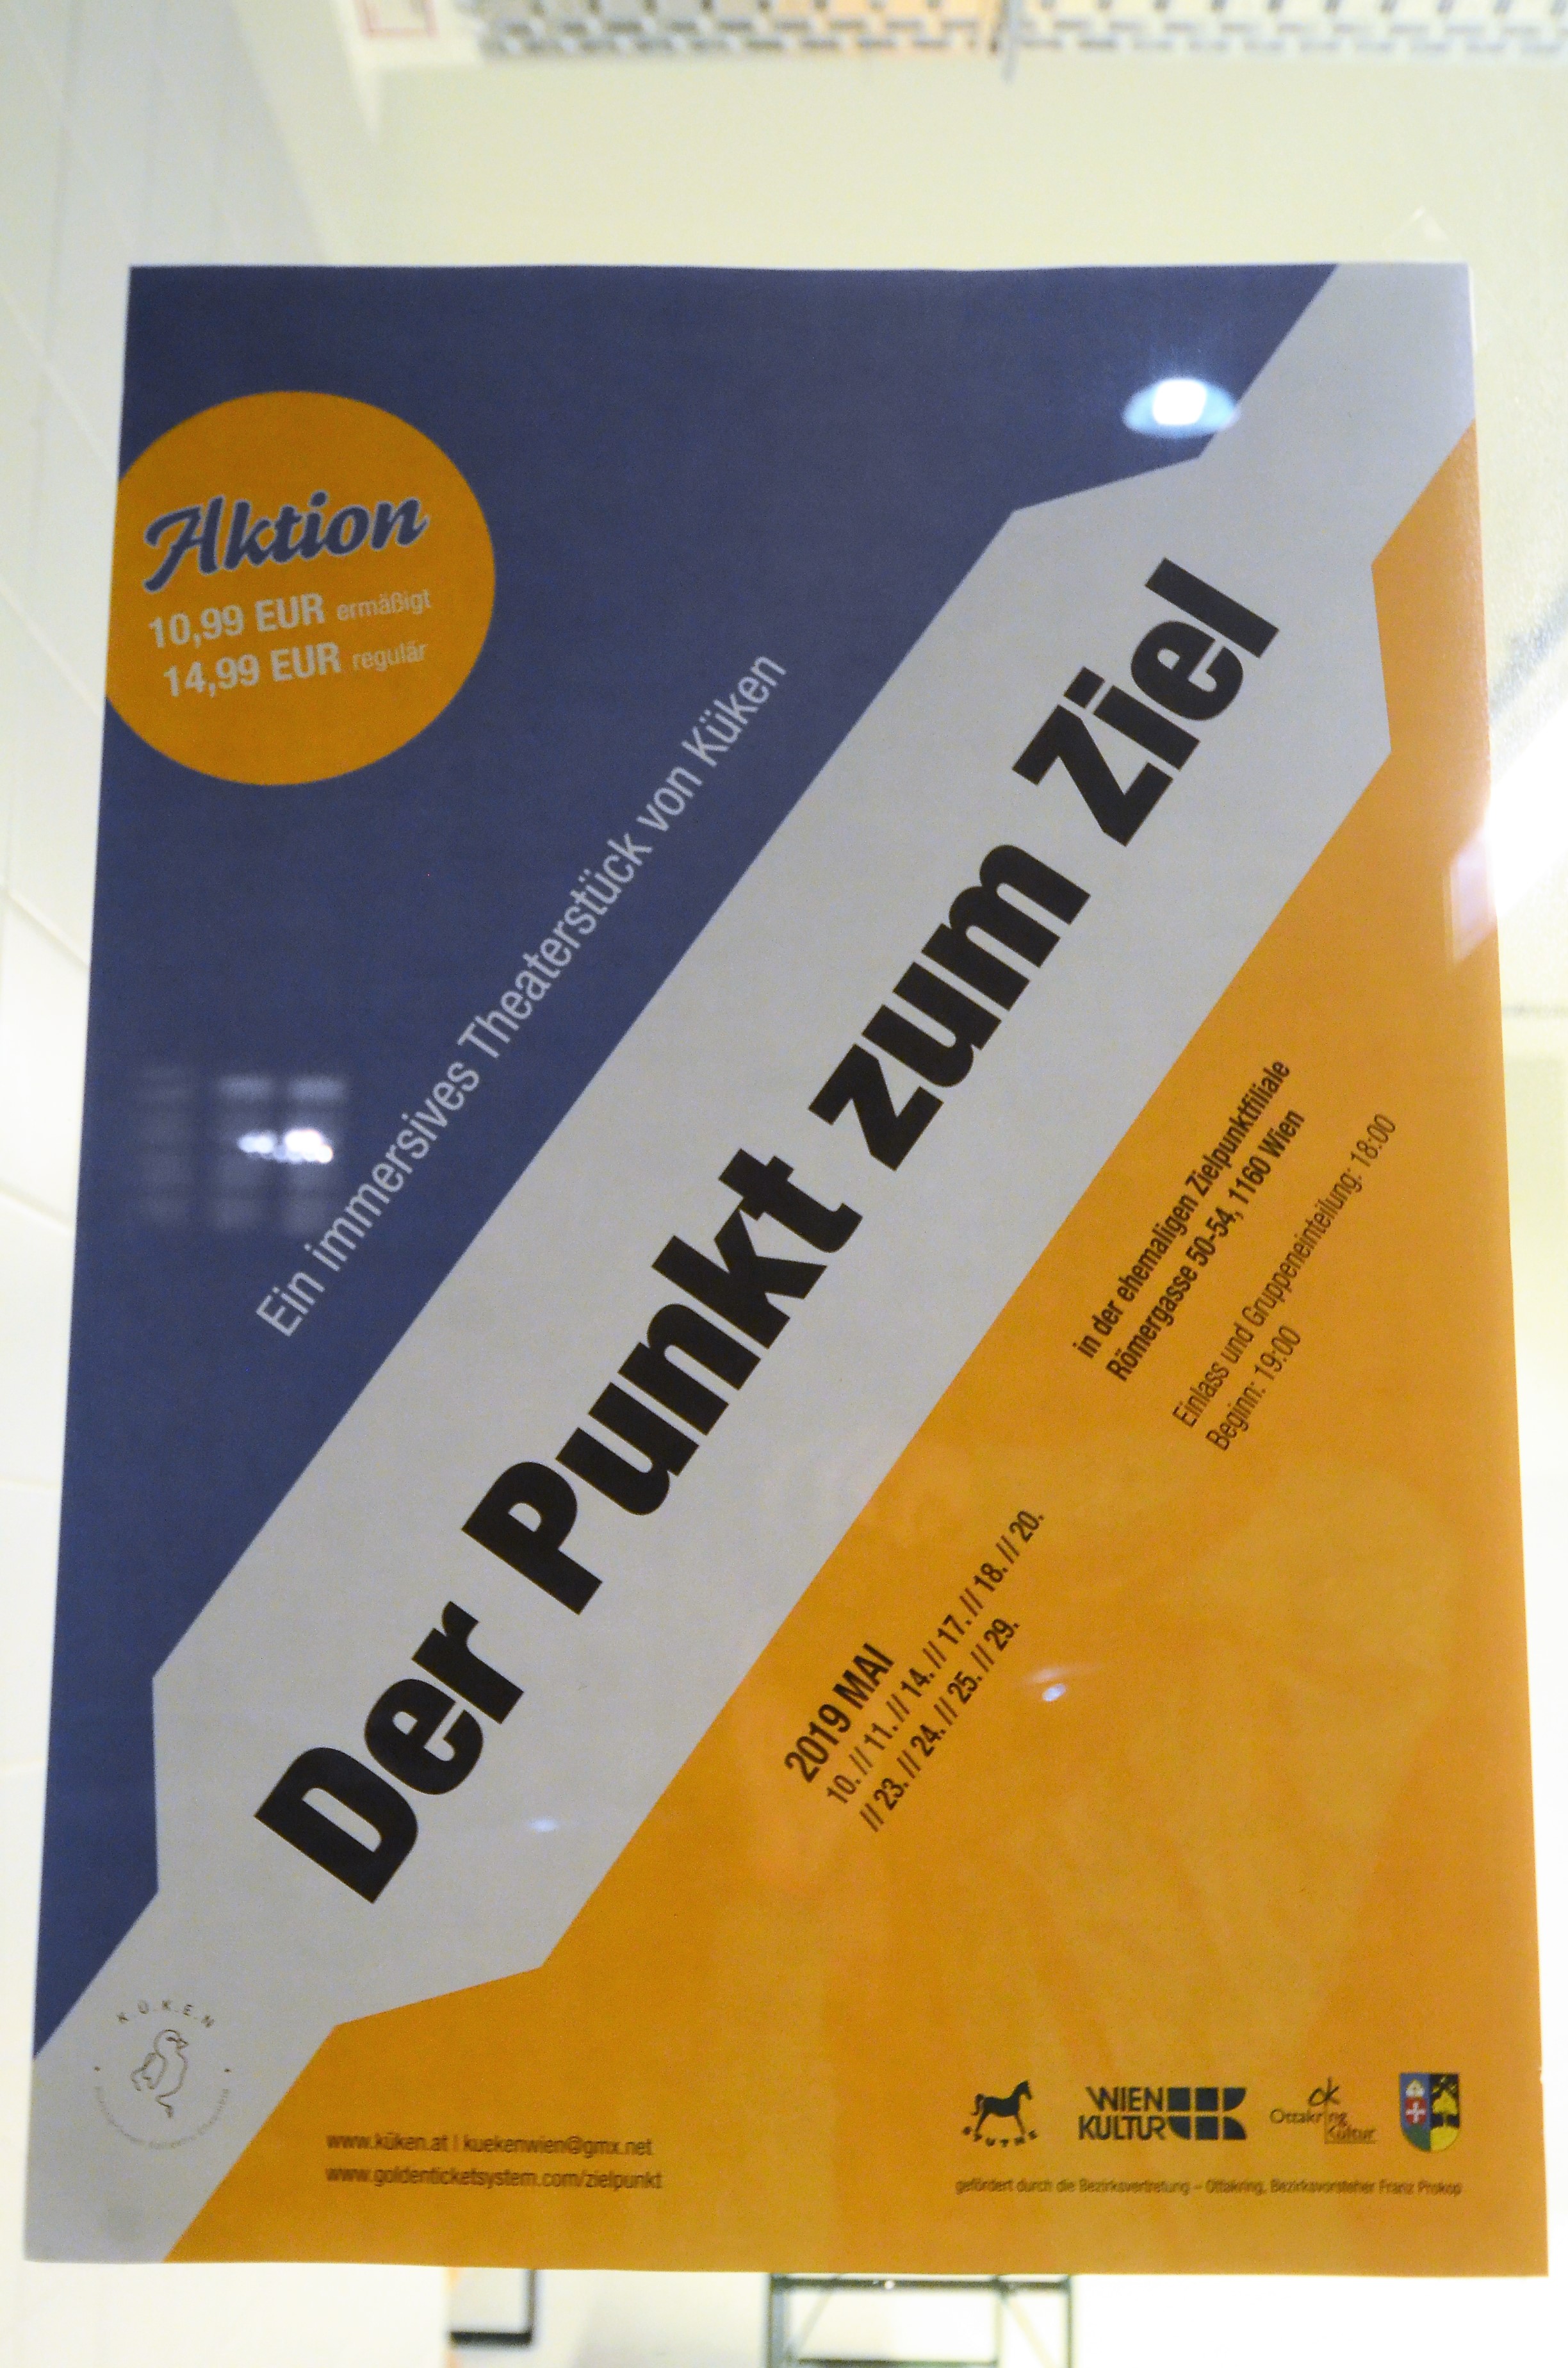 Aktion
10,99 EUR ermäßigt
14,99 EUR regulär
Ein immersives Theaterstück von Küken
Der Punkt zum Ziel
in der ehemaligen Zielpunktfiliale
Römergasse 50-54, 1160 Wien
Einlass und Gruppeneinteilung: 18:00
Beginn: 19:00
2019 MAI
10. // 11. // 14. // 17. // 18. // 20.
// 23. // 24. // 25. // 29.
K.Ü.K.E.N
www.küken.at | kuekenwien@gmx.net
www.goldenticketsystem.com/zielpunkt
WIEN
KULTUR
ok
Ottakring
Kultur
gefördert durch die Bezirksvertretung – Ottakring, Bezirksvorsteher Franz Prokop